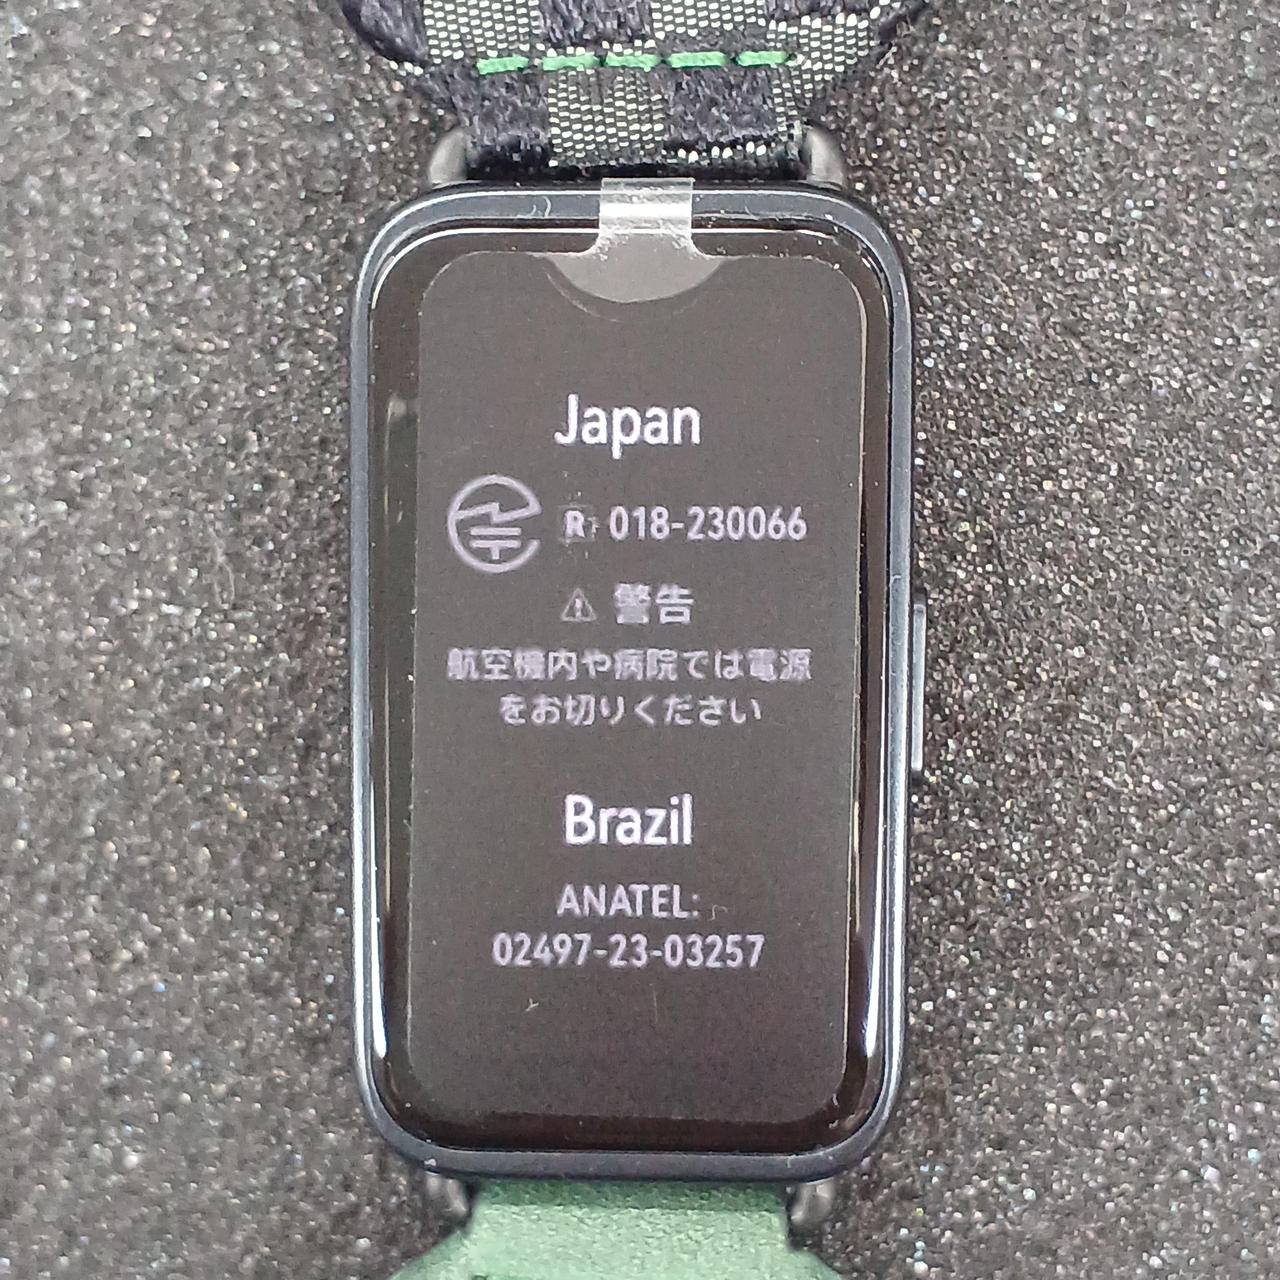 Japan
R 018-230066
⚠ 警告
航空機内や病院では電源
をお切りください
Brazil
ANATEL:
02497-23-03257